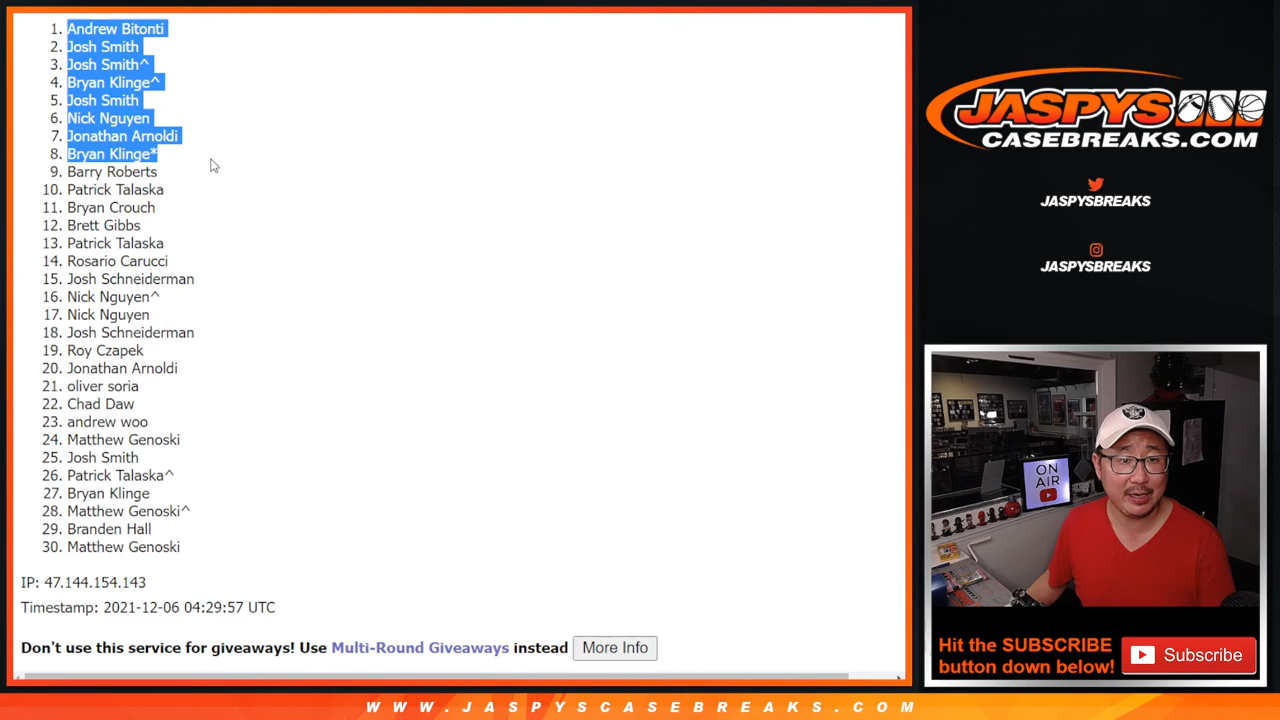 1. Andrew Bitonti
2. Josh Smith
3. Josh Smith^
4. Bryan Klinge^
5. Josh Smith
6. Nick Nguyen
7. Jonathan Arnoldi
8. Bryan Klinge*
9. Barry Roberts
10. Patrick Talaska
11. Bryan Crouch
12. Brett Gibbs
13. Patrick Talaska
14. Rosario Carucci
15. Josh Schneiderman
16. Nick Nguyen^
17. Nick Nguyen
18. Josh Schneiderman
19. Roy Czapek
20. Jonathan Arnoldi
21. oliver soria
22. Chad Daw
23. andrew woo
24. Matthew Genoski
25. Josh Smith
26. Patrick Talaska^
27. Bryan Klinge
28. Matthew Genoski^
29. Branden Hall
30. Matthew Genoski
IP: 47.144.154.143
Timestamp: 2021-12-06 04:29:57 UTC
Don't use this service for giveaways! Use Multi-Round Giveaways instead More Info
JASPYS
CASEBREAKS.COM
JASPYSBREAKS
JASPYSBREAKS
ON
AIR
Hit the SUBSCRIBE
button down below!
Subscribe
WWW.JASPYSCASEBREAKS.COM